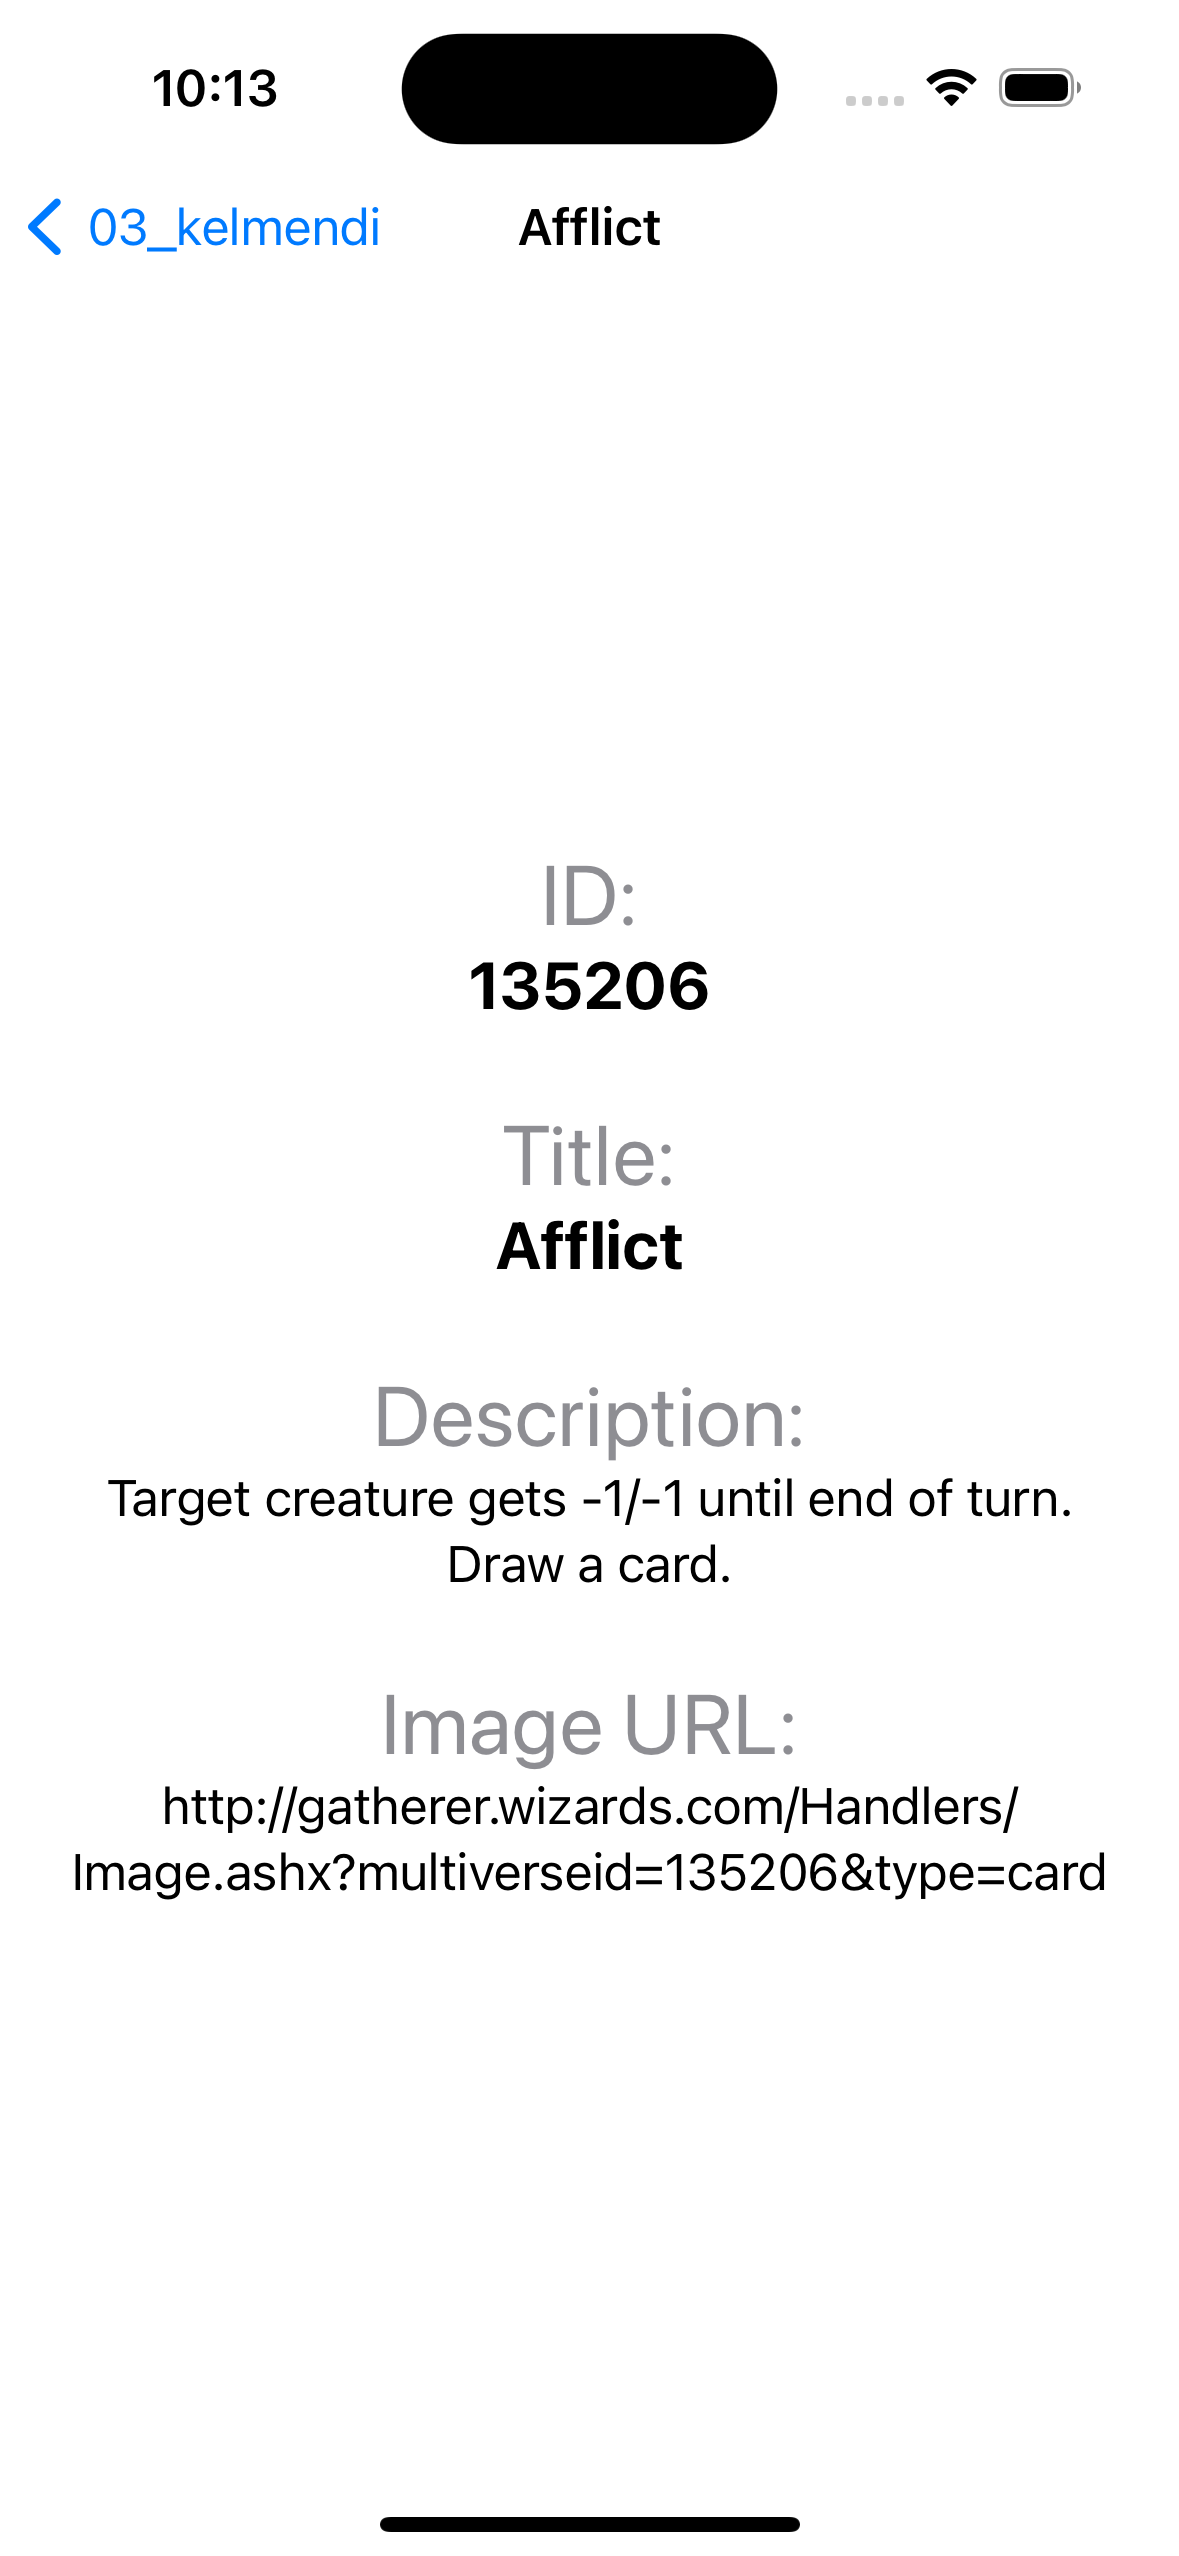 10:13
03_kelmendi
Afflict
ID:
135206
Title:
Afflict
Description:
Target creature gets -1/-1 until end of turn.
Draw a card.
Image URL:
http://gatherer.wizards.com/Handlers/
Image.ashx?multiverseid=135206&type=card